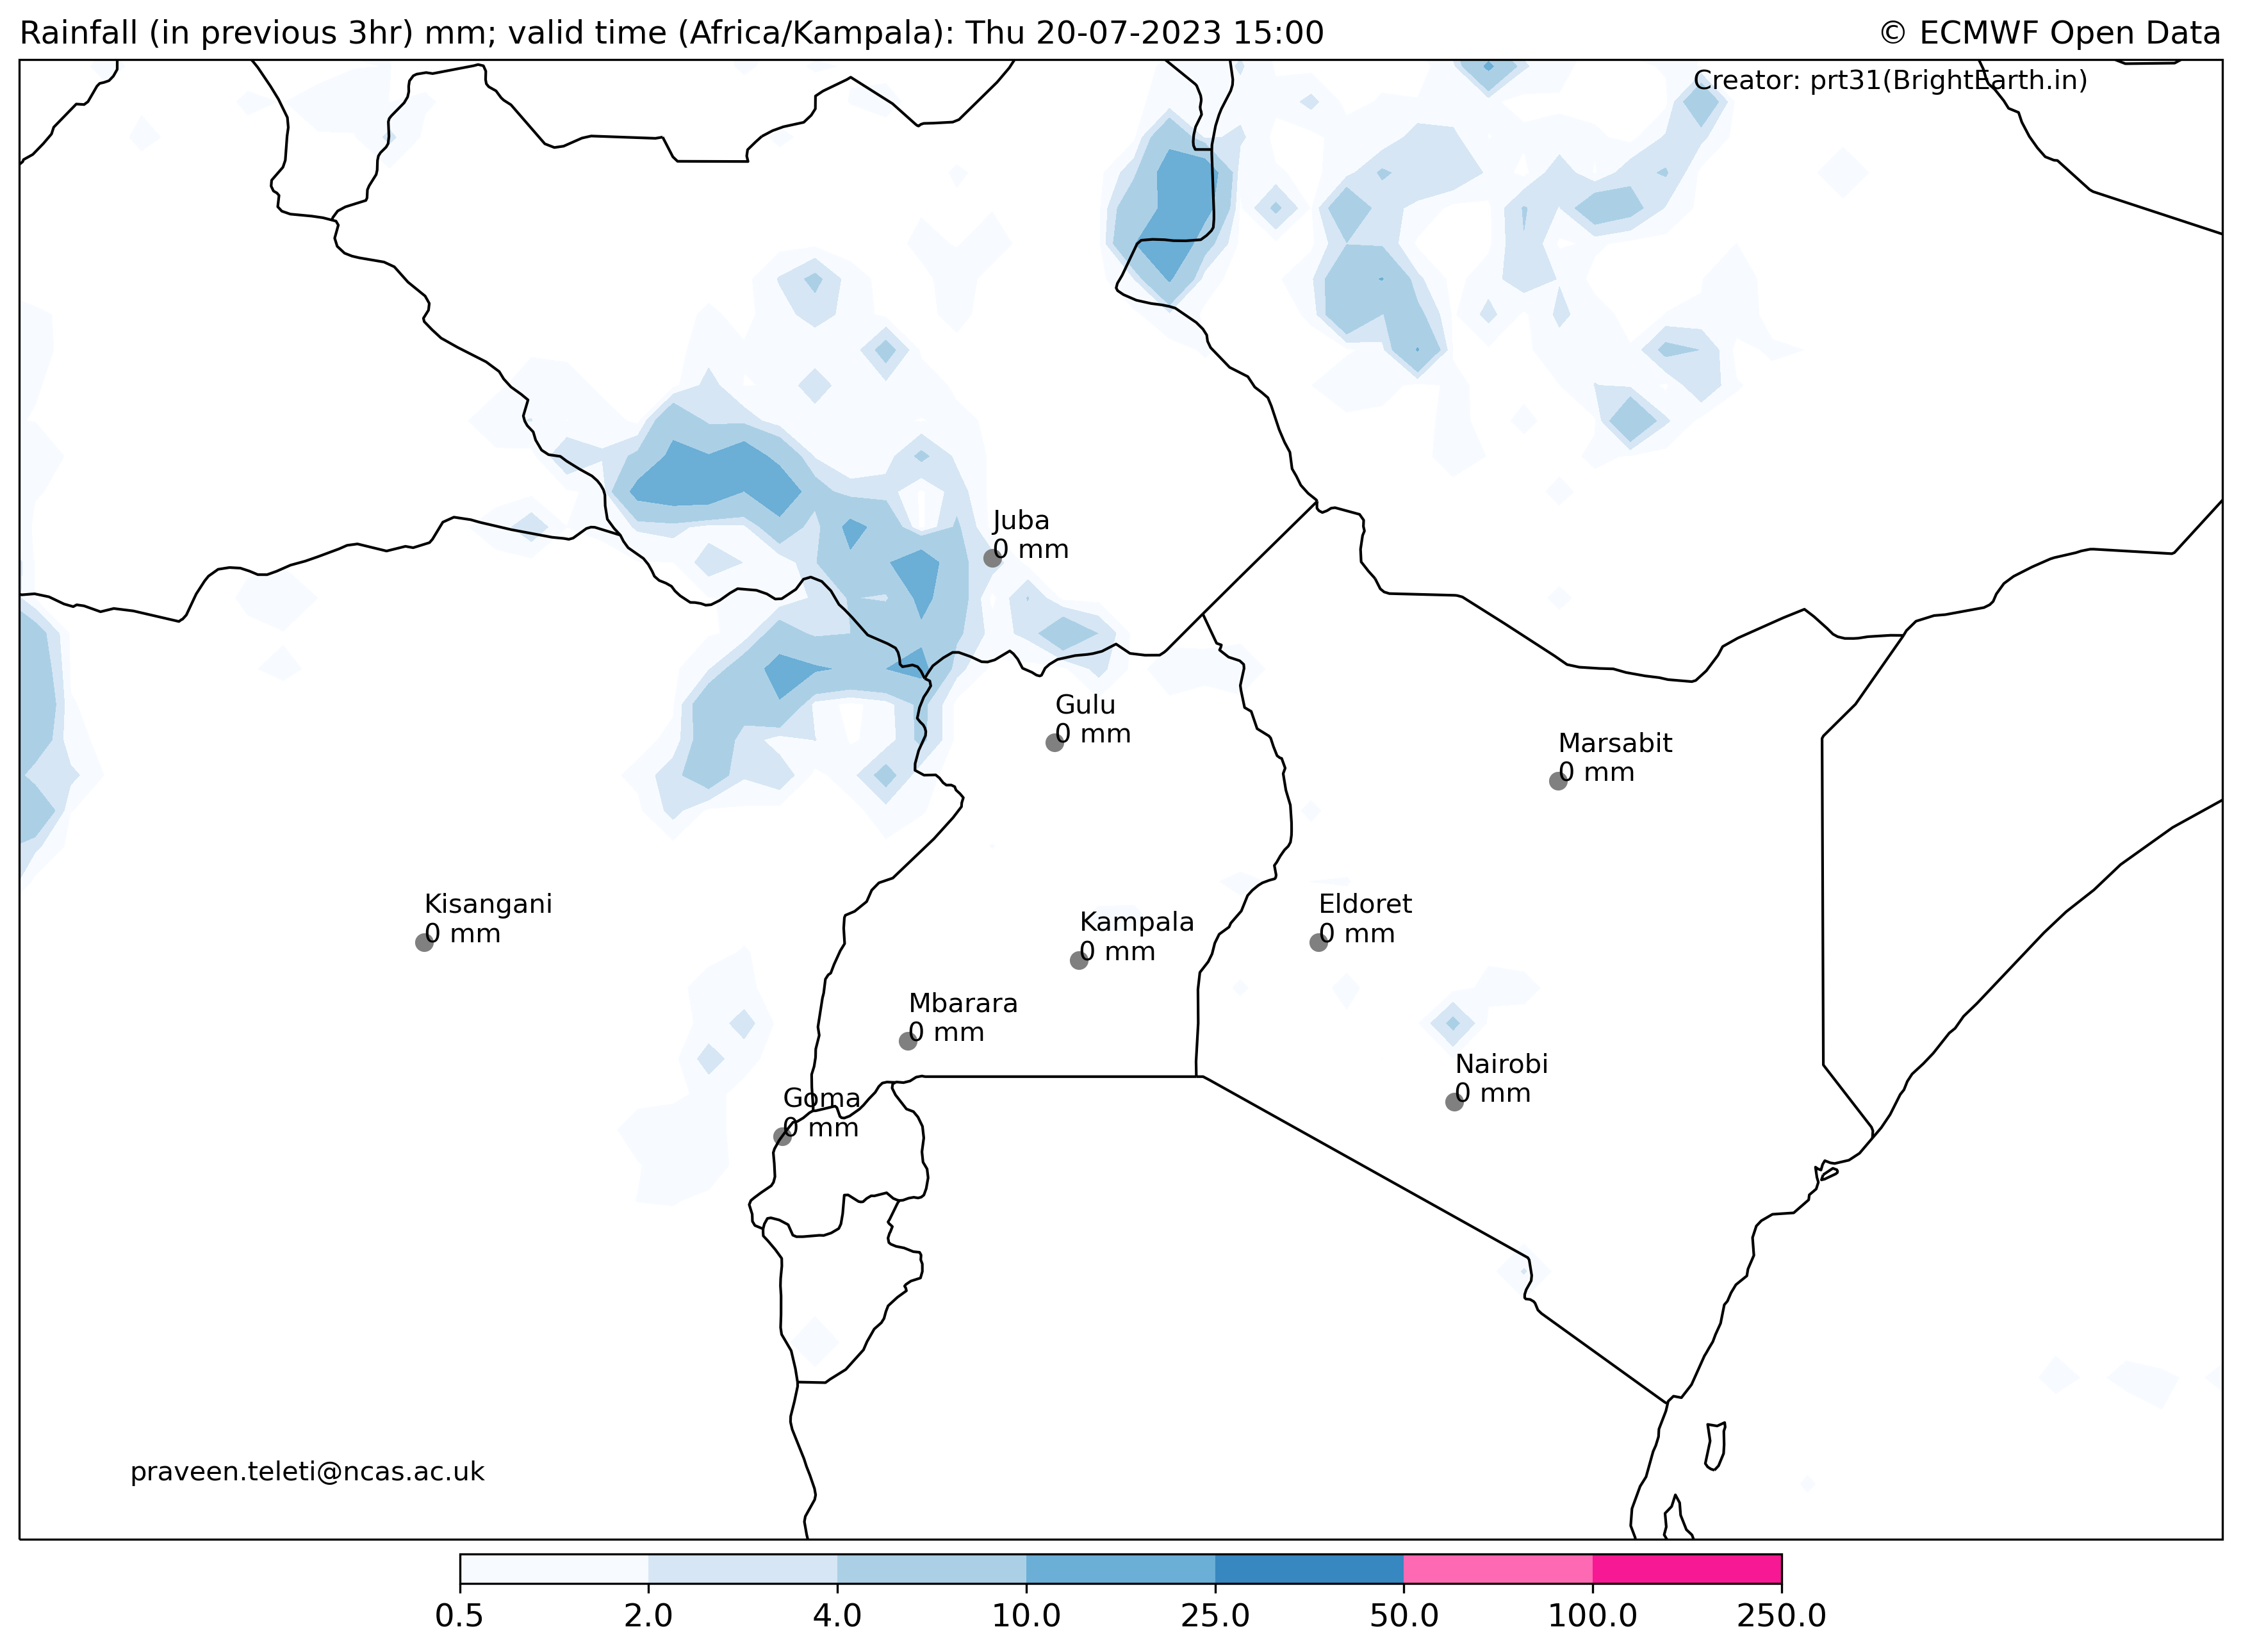 Rainfall (in previous 3hr) mm; valid time (Africa/Kampala): Thu 20-07-2023 15:00
© ECMWF Open Data
Creator: prt31(BrightEarth.in)
Juba
0 mm
Gulu
0 mm
Marsabit
0 mm
Kisangani
0 mm
Kampala
0 mm
Eldoret
0 mm
Mbarara
0 mm
Nairobi
0 mm
Goma
0 mm
praveen.teleti@ncas.ac.uk
0.5 2.0 4.0 10.0 25.0 50.0 100.0 250.0